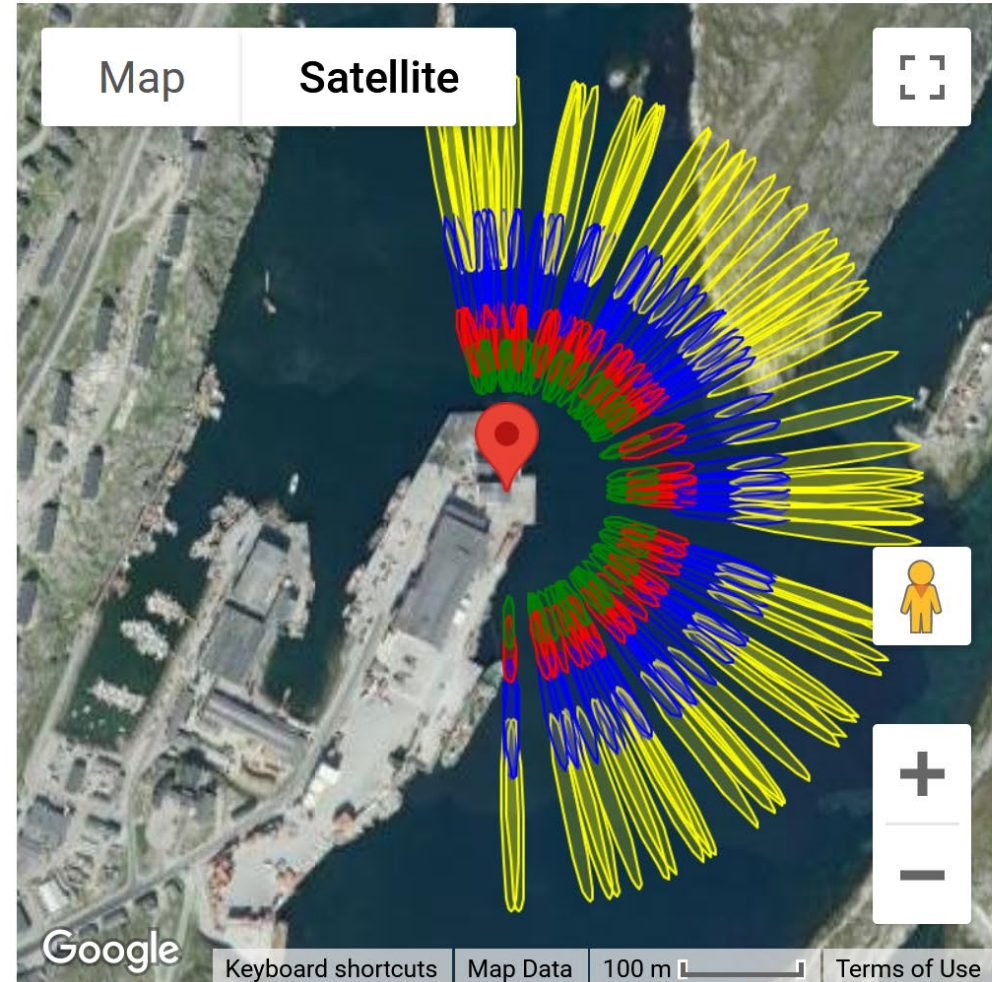 Map
Satellite
Google
Keyboard shortcuts
Map Data
100 m
Terms of Use